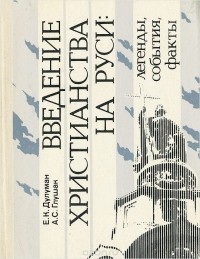 Е. К. Дулуман
А. С. Глушак
ВВЕДЕНИЕ
ХРИСТИАНСТВА
НА РУСИ:
легенды,
события,
факты